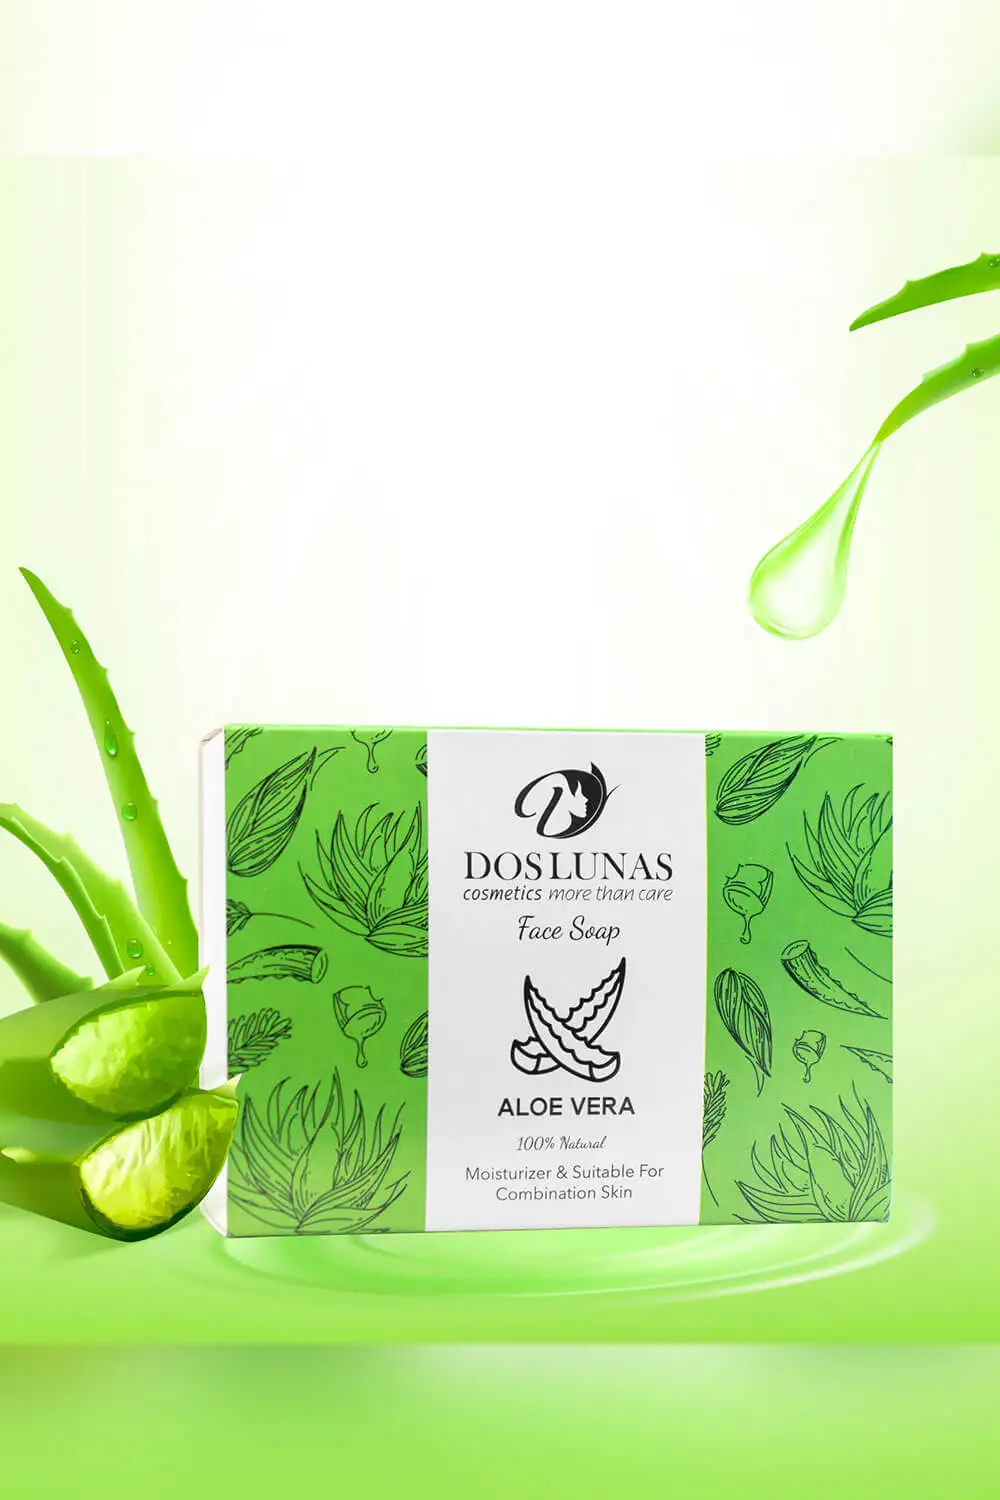 DOS LUNAS
cosmetics more than care
Face Soap
ALOE VERA
100% Natural
Moisturizer & Suitable For
Combination Skin